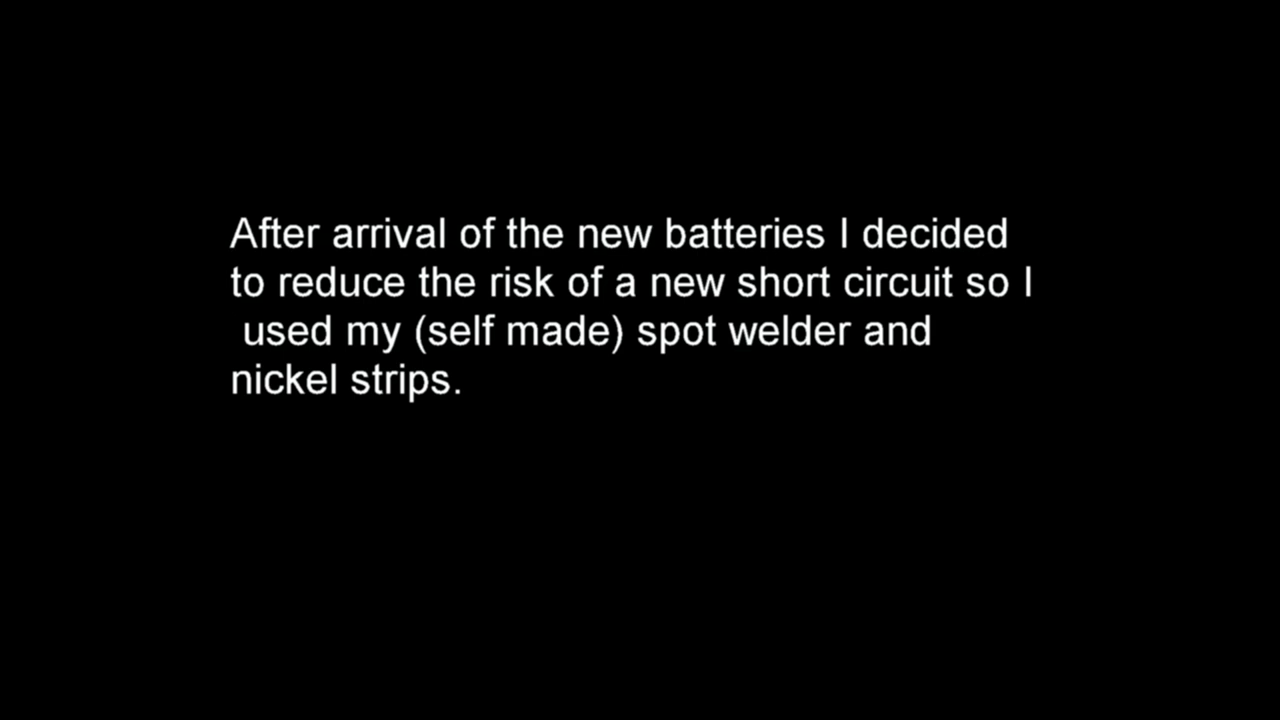 After arrival of the new batteries I decided
to reduce the risk of a new short circuit so I
used my (self made) spot welder and
nickel strips.